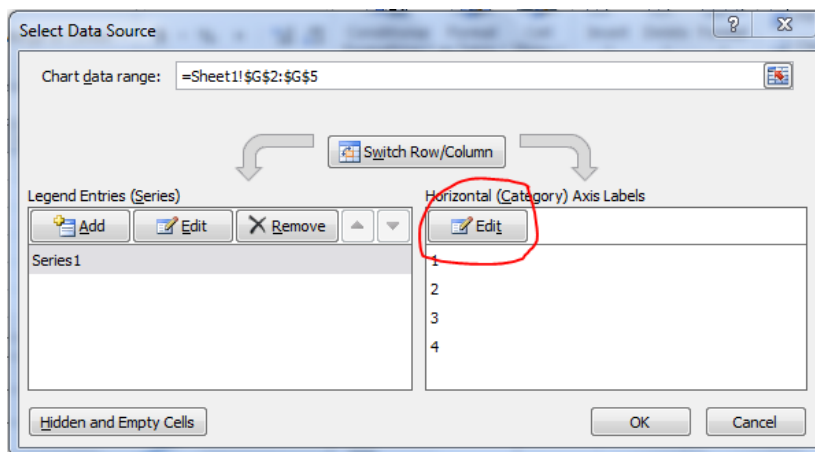 Select Data Source
Chart data range: =Sheet1!$G$2:$G$5
Switch Row/Column
Legend Entries (Series)
Add Edit Remove
Series1
Horizontal (Category) Axis Labels
Edit
1
2
3
4
Hidden and Empty Cells
OK Cancel